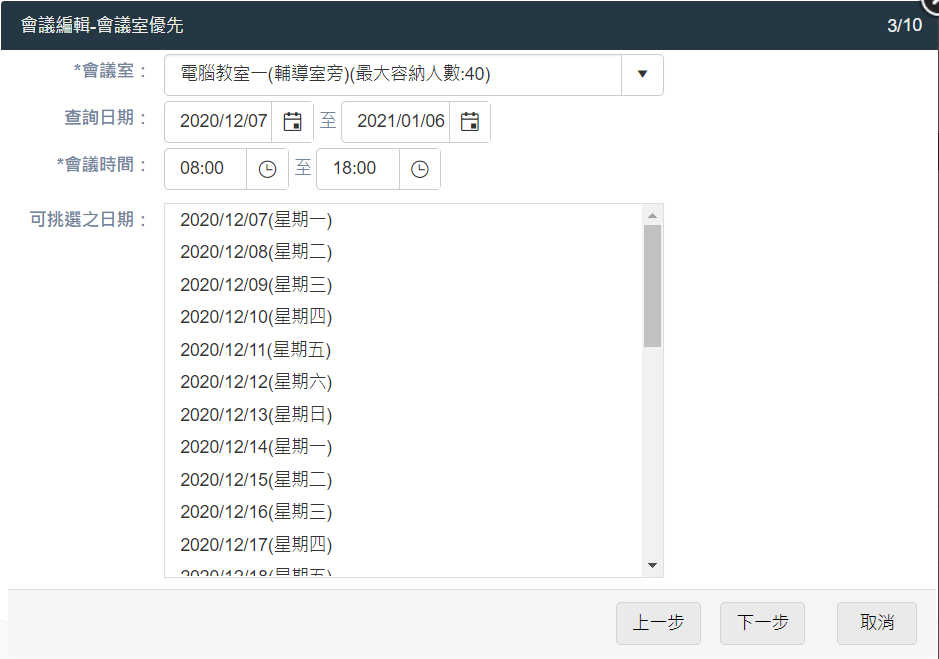 會議編輯-會議室優先 3/10
*會議室： 電腦教室一(輔導室旁)(最大容納人數:40)
查詢日期： 2020/12/07 至 2021/01/06
*會議時間： 08:00 至 18:00
可挑選之日期： 2020/12/07(星期一)
2020/12/08(星期二)
2020/12/09(星期三)
2020/12/10(星期四)
2020/12/11(星期五)
2020/12/12(星期六)
2020/12/13(星期日)
2020/12/14(星期一)
2020/12/15(星期二)
2020/12/16(星期三)
2020/12/17(星期四)
2020/12/18(星期五)
上一步 下一步 取消